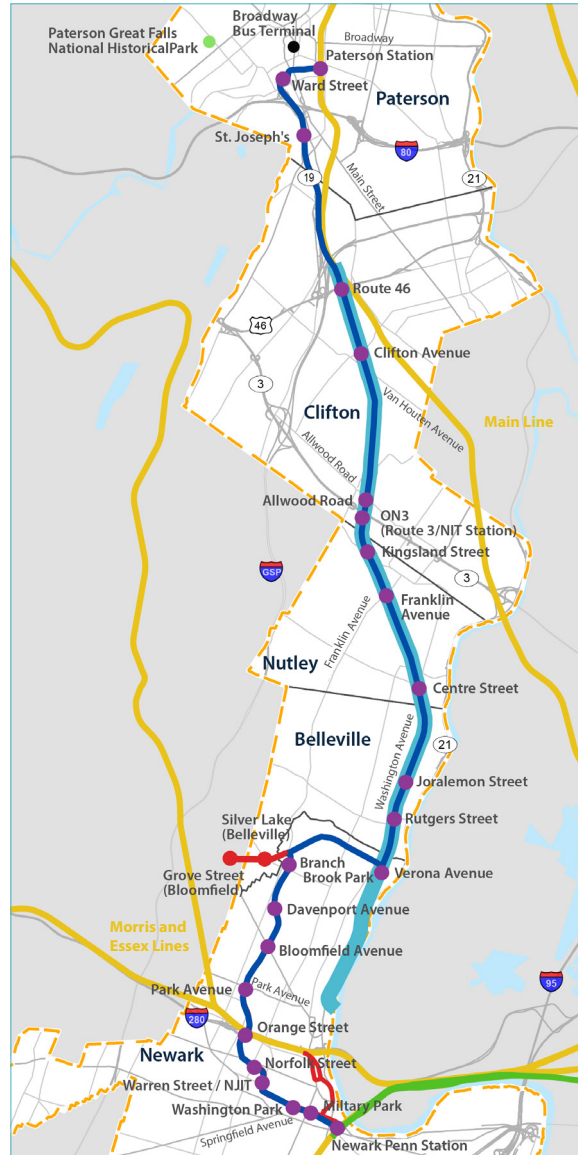 Broadway
Bus Terminal
Paterson Great Falls
National HistoricalPark
Broadway
Paterson Station
Ward Street
Paterson
St. Joseph's
80
19
Main Street
21
Route 46
46
Clifton Avenue
3
Van Houten Avenue
Clifton
Main Line
Allwood Road
Allwood Road
ON3
(Route 3/NIT Station)
Kingsland Street
GSP
3
Franklin
Avenue
Franklin Avenue
Nutley
Centre Street
Belleville
21
Washington Avenue
Joralemon Street
Silver Lake
(Belleville)
Rutgers Street
Grove Street
(Bloomfield)
Branch
Brook Park
Verona Avenue
Davenport Avenue
Morris and
Essex Lines
Bloomfield Avenue
95
Park Avenue
Park Avenue
280
Orange Street
Newark
Norfolk Street
Warren Street / NJIT
Washington Park
Miltary Park
Springfield Avenue
Newark Penn Station